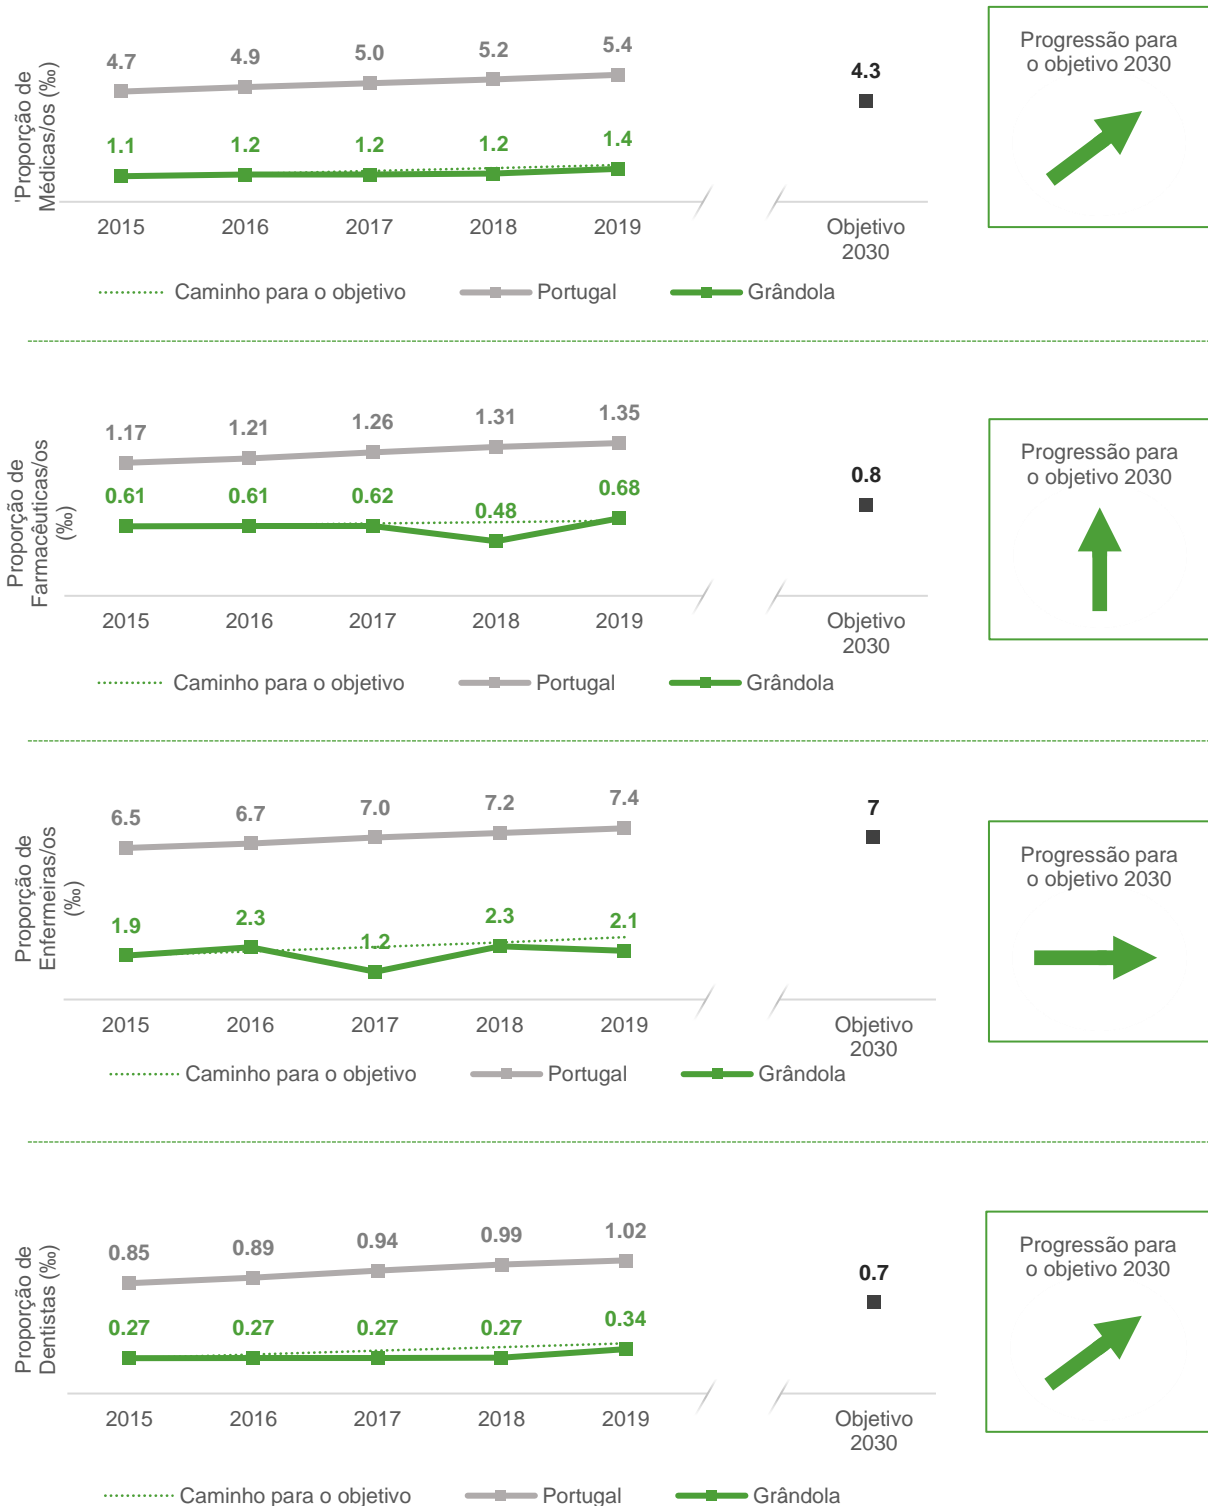 'Proporção de
Médicas/os (‰)
4.7 4.9 5.0 5.2 5.4
4.3
1.1 1.2 1.2 1.2 1.4
2015 2016 2017 2018 2019
Objetivo
2030
Caminho para o objetivo Portugal Grândola
Progressão para
o objetivo 2030
Proporção de
Farmacêuticas/os
(‰)
1.17 1.21 1.26 1.31 1.35
0.8
0.61 0.61 0.62 0.48 0.68
2015 2016 2017 2018 2019
Objetivo
2030
Caminho para o objetivo Portugal Grândola
Progressão para
o objetivo 2030
Proporção de
Enfermeiras/os
(‰)
6.5 6.7 7.0 7.2 7.4
7
1.9 2.3 1.2 2.3 2.1
2015 2016 2017 2018 2019
Objetivo
2030
Caminho para o objetivo Portugal Grândola
Progressão para
o objetivo 2030
Proporção de
Dentistas (‰)
0.85 0.89 0.94 0.99 1.02
0.7
0.27 0.27 0.27 0.27 0.34
2015 2016 2017 2018 2019
Objetivo
2030
Caminho para o objetivo Portugal Grândola
Progressão para
o objetivo 2030